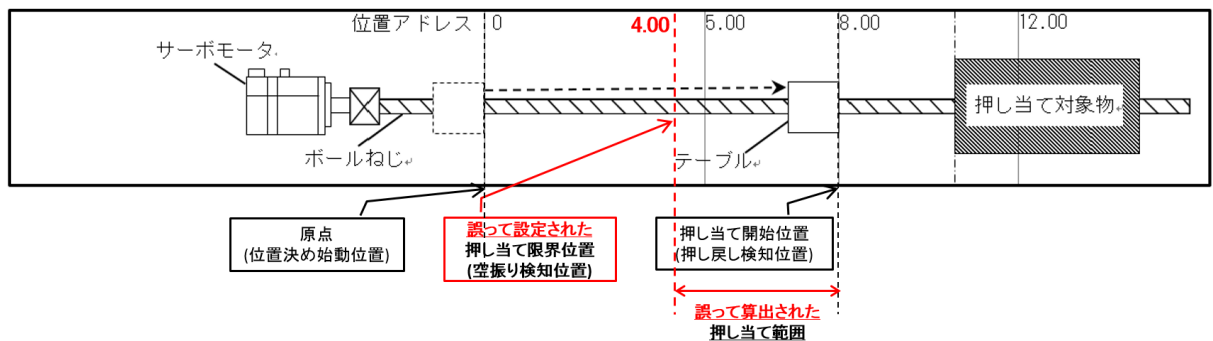 位置アドレス 0 4.00 5.00 8.00 12.00
サーボモータ
押し当て対象物
ボールねじ
テーブル
原点
(位置決め始動位置)
誤って設定された
押し当て限界位置
(空振り検知位置)
押し当て開始位置
(押し戻し検知位置)
誤って算出された
押し当て範囲